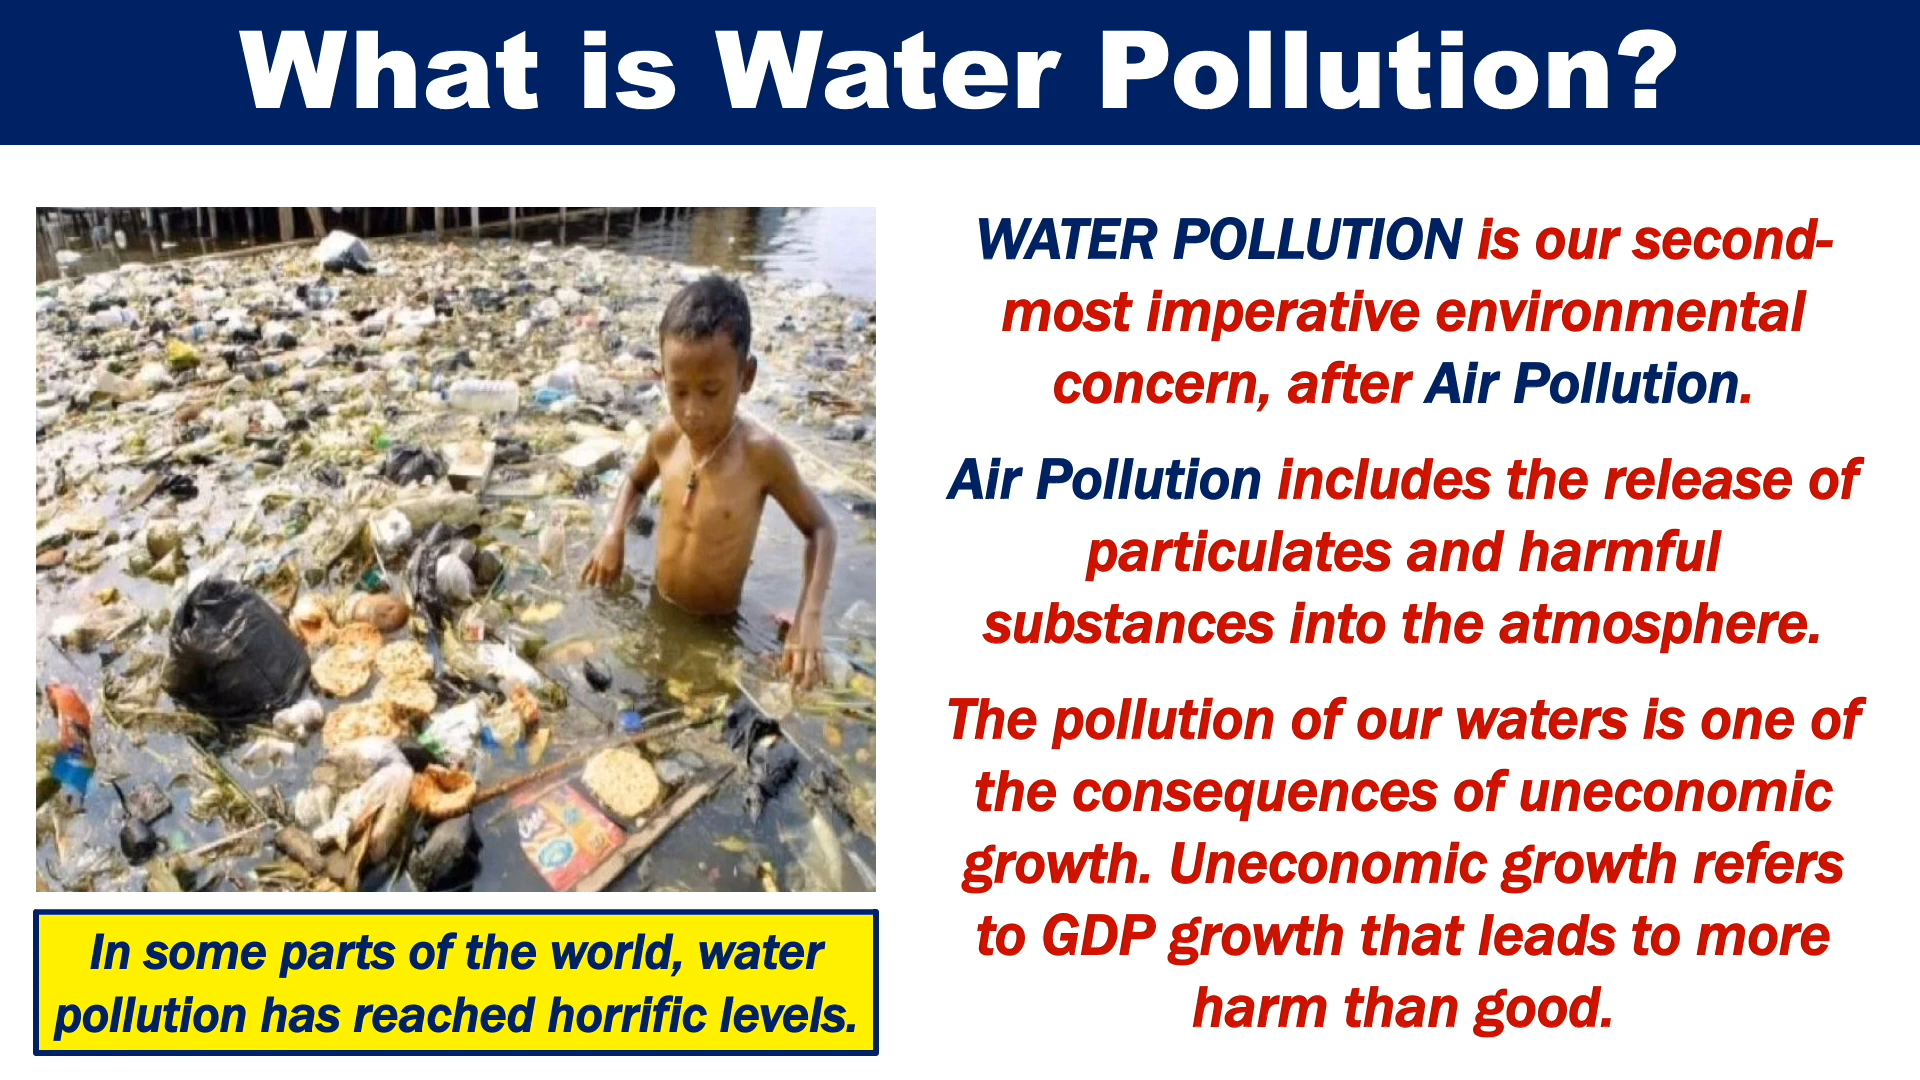 What is Water Pollution?
WATER POLLUTION is our second-
most imperative environmental
concern, after Air Pollution.
Air Pollution includes the release of
particulates and harmful
substances into the atmosphere.
The pollution of our waters is one of
the consequences of uneconomic
growth. Uneconomic growth refers
to GDP growth that leads to more
harm than good.
In some parts of the world, water
pollution has reached horrific levels.